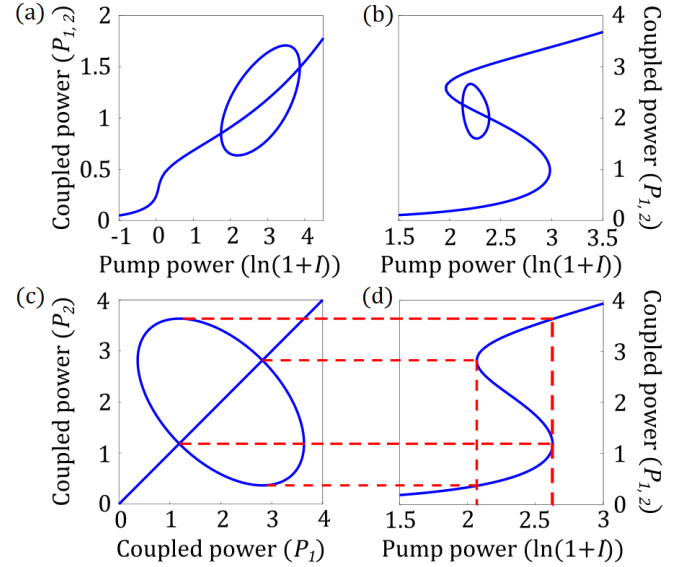 (a)
Coupled power (P1,2)
2
1.5
1
0.5
0
-1 0 1 2 3 4
Pump power (ln(1+I))
(b)
4
3
2
1
0
Coupled power (P1,2)
1.5 2 2.5 3 3.5
Pump power (ln(1+I))
(c)
Coupled power (P2)
4
3
2
1
0
0 1 2 3 4
Coupled power (P1)
(d)
4
3
2
1
0
Coupled power (P1,2)
1.5 2 2.5 3
Pump power (ln(1+I))